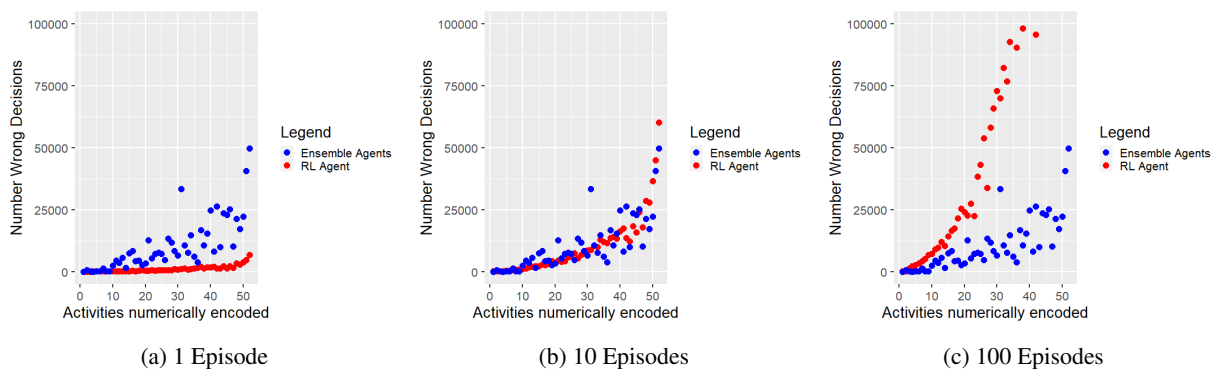 100000
75000
50000
25000
0
Number Wrong Decisions
0 10 20 30 40 50
Activities numerically encoded
Legend
Ensemble Agents
RL Agent
(a) 1 Episode
100000
75000
50000
25000
0
Number Wrong Decisions
0 10 20 30 40 50
Activities numerically encoded
Legend
Ensemble Agents
RL Agent
(b) 10 Episodes
100000
75000
50000
25000
0
Number Wrong Decisions
0 10 20 30 40 50
Activities numerically encoded
Legend
Ensemble Agents
RL Agent
(c) 100 Episodes